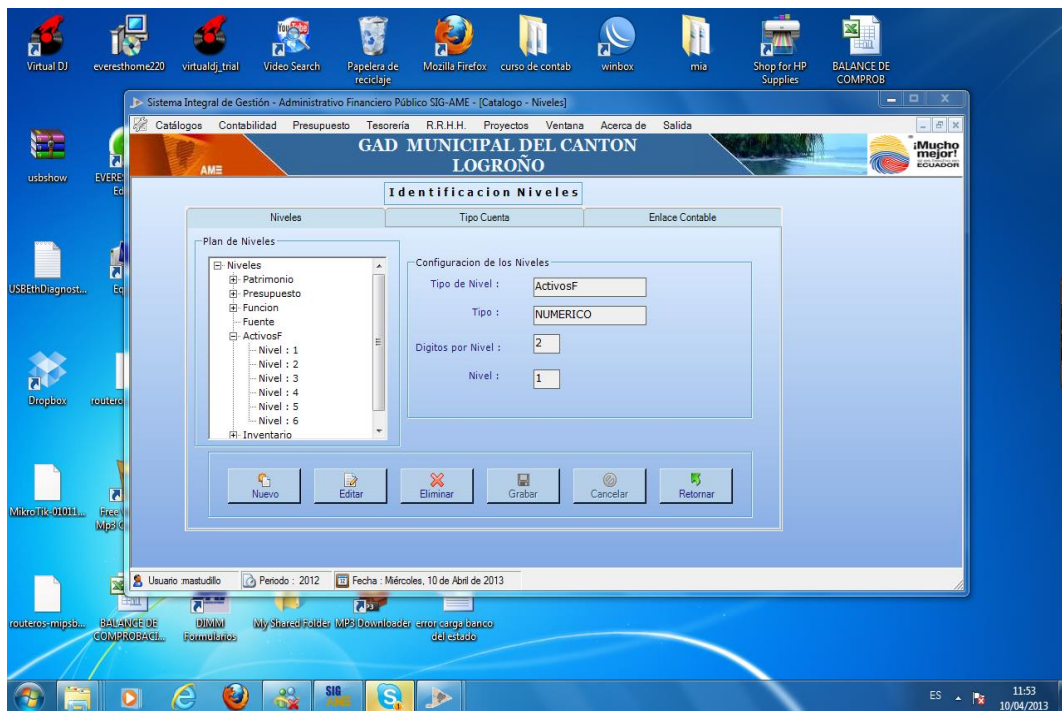 Virtual DJ
everesthome220
virtualdj_trial
Video Search
Papelera de
reciclaje
Mozilla Firefox
curso de contab
winbox
mia
Shop for HP
Supplies
BALANCE DE
COMPROB
Sistema Integral de Gestión - Administrativo Financiero Público SIG-AME - [Catalogo - Niveles]
Catálogos Contabilidad Presupuesto Tesorería R.R.H.H. Proyectos Ventana Acerca de Salida
AME
GAD MUNICIPAL DEL CANTON
LOGROÑO
¡Mucho
mejor!
ECUADOR
usbshow
Identificacion Niveles
Niveles
Tipo Cuenta
Enlace Contable
Plan de Niveles
Niveles
Patrimonio
Presupuesto
Funcion
Fuente
ActivosF
Nivel : 1
Nivel : 2
Nivel : 3
Nivel : 4
Nivel : 5
Nivel : 6
Inventario
Configuracion de los Niveles
Tipo de Nivel : ActivosF
Tipo : NUMERICO
Digitos por Nivel : 2
Nivel : 1
USBEthDiagnost...
Dropbox
Nuevo
Editar
Eliminar
Grabar
Cancelar
Retornar
MikroTik-01011...
Usuario :mastudillo
Periodo : 2012
Fecha : Miércoles, 10 de Abril de 2013
routeros-mipsb...
BALANCE DE
COMPROBACI...
DIMM
Formularios
My Shared Folder
MP3 Downloader
error carga banco
del estado
SIG
ES
11:53
10/04/2013